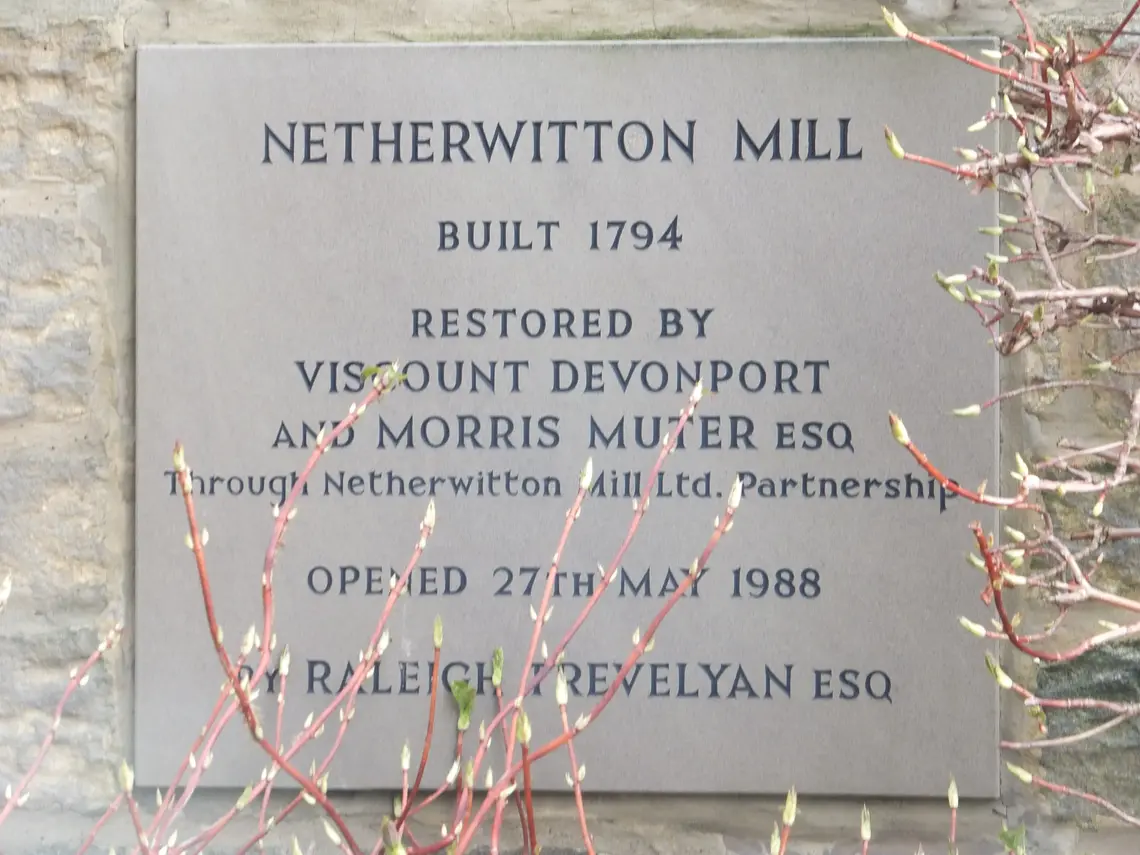 NETHERWITTON MILL
BUILT 1794
RESTORED BY
VISCOUNT DEVONPORT
AND MORRIS MUTER ESQ
Through Netherwitton Mill Ltd. Partnership
OPENED 27TH MAY 1988
BY RALEIGH TREVELYAN ESQ